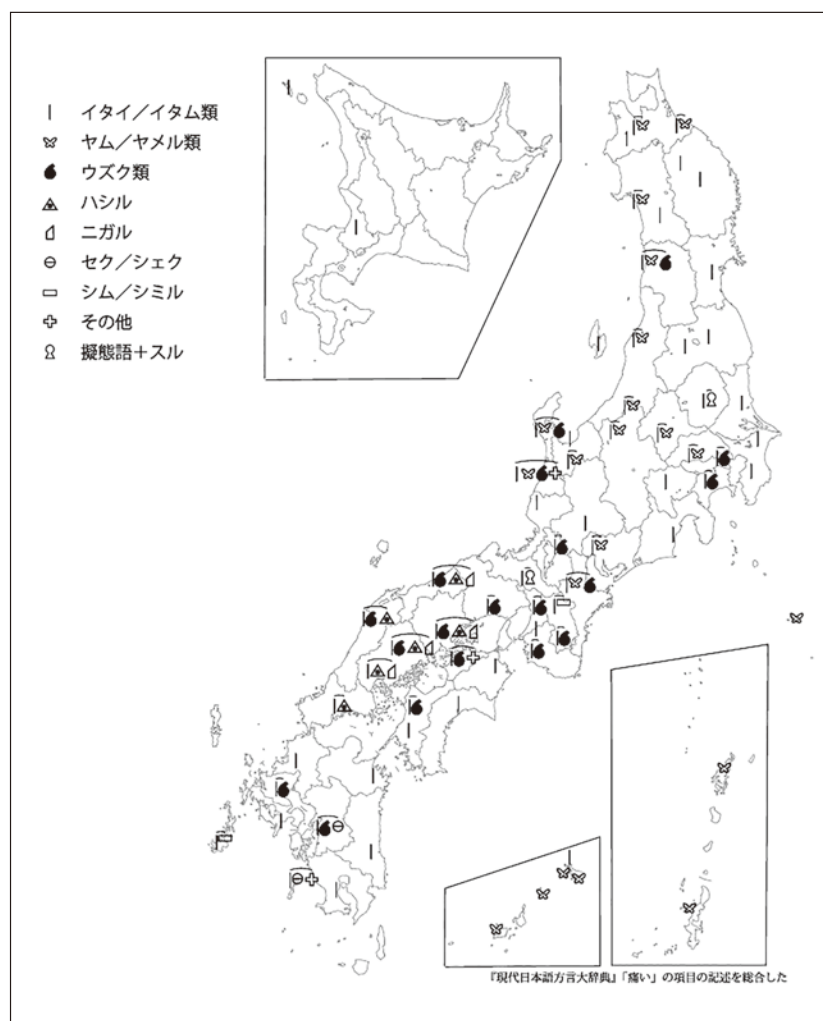 イタイ／イタム類
ヤム／ヤメル類
ウズク類
ハシル
ニガル
セク／シェク
シム／シミル
その他
擬態語＋スル
『現代日本語方言大辞典』「痛い」の項目の記述を総合した